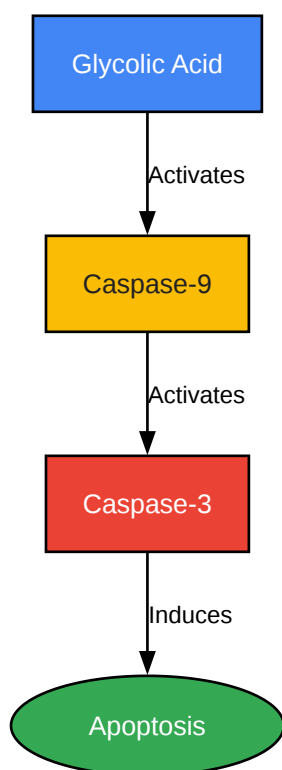 Glycolic Acid
Activates
Caspase-9
Activates
Caspase-3
Induces
Apoptosis